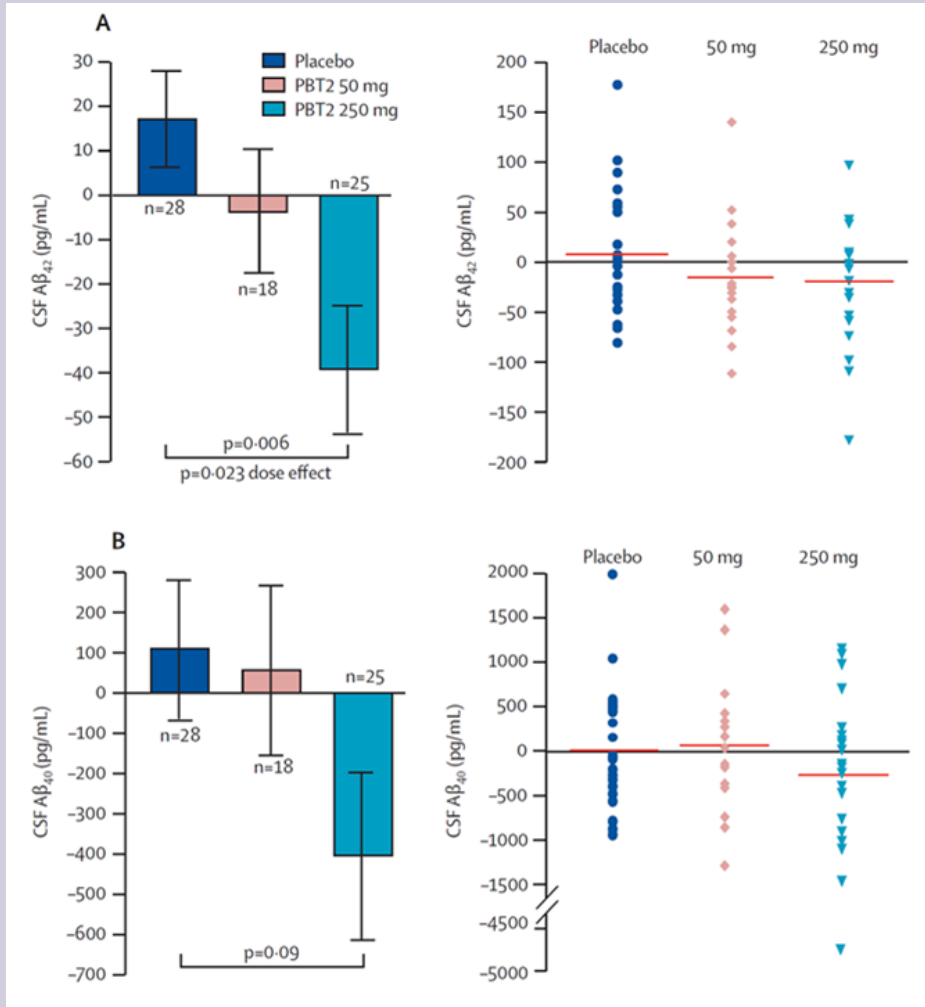 A
Placebo
PBT2 50 mg
PBT2 250 mg
30
20
10
0
–10
–20
–30
–40
–50
–60
CSF Aβ42 (pg/mL)
n=28
n=18
n=25
p=0·006
p=0·023 dose effect
Placebo 50 mg 250 mg
200
150
100
50
0
–50
–100
–150
–200
CSF Aβ42 (pg/mL)
B
300
200
100
0
–100
–200
–300
–400
–500
–600
–700
CSF Aβ40 (pg/mL)
n=28
n=18
n=25
p=0·09
Placebo 50 mg 250 mg
2000
1500
1000
500
0
–500
–1000
–1500
–4500
–5000
CSF Aβ40 (pg/mL)